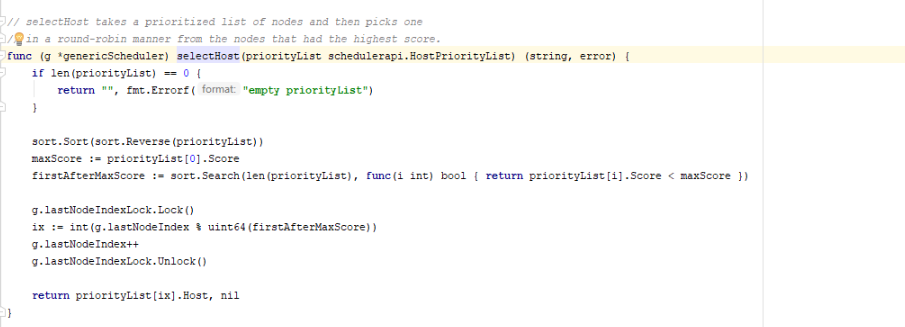 // selectHost takes a prioritized list of nodes and then picks one
// in a round-robin manner from the nodes that had the highest score.
func (g *genericScheduler) selectHost(priorityList schedulerapi.HostPriorityList) (string, error) {
    if len(priorityList) == 0 {
        return "", fmt.Errorf( format: "empty priorityList")
    }

    sort.Sort(sort.Reverse(priorityList))
    maxScore := priorityList[0].Score
    firstAfterMaxScore := sort.Search(len(priorityList), func(i int) bool { return priorityList[i].Score < maxScore })

    g.lastNodeIndexLock.Lock()
    ix := int(g.lastNodeIndex % uint64(firstAfterMaxScore))
    g.lastNodeIndex++
    g.lastNodeIndexLock.Unlock()

    return priorityList[ix].Host, nil
}